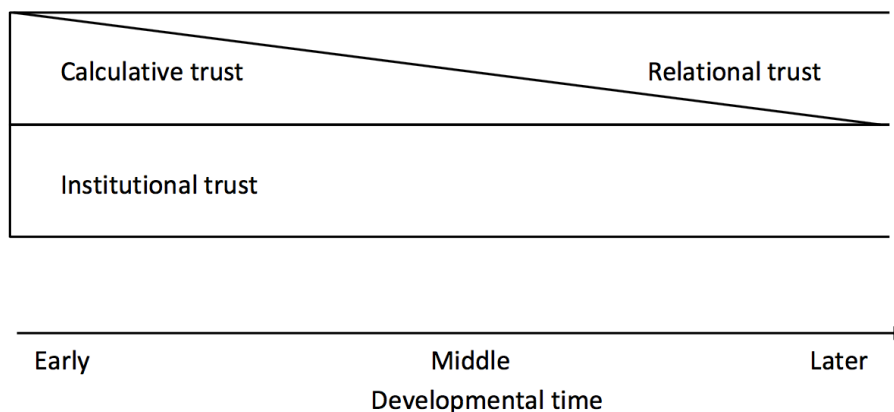 Calculative trust
Relational trust
Institutional trust
Early
Middle
Later
Developmental time